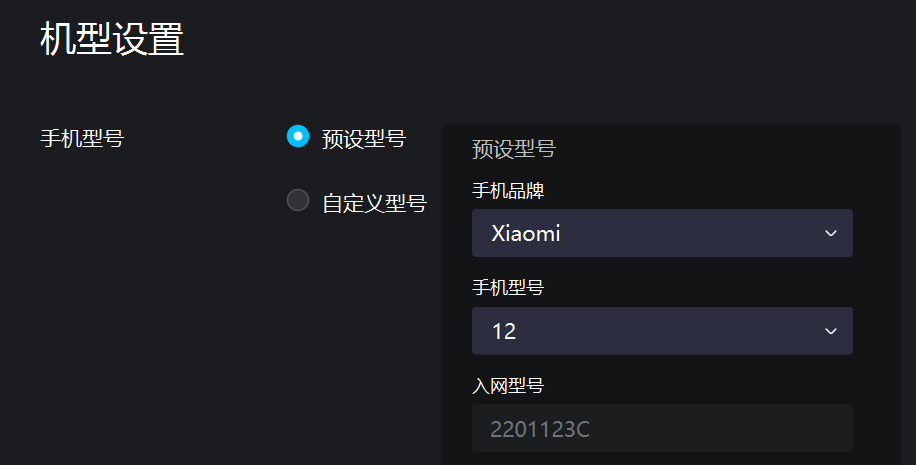 机型设置
手机型号
预设型号
自定义型号
预设型号
手机品牌
Xiaomi
手机型号
12
入网型号
2201123C